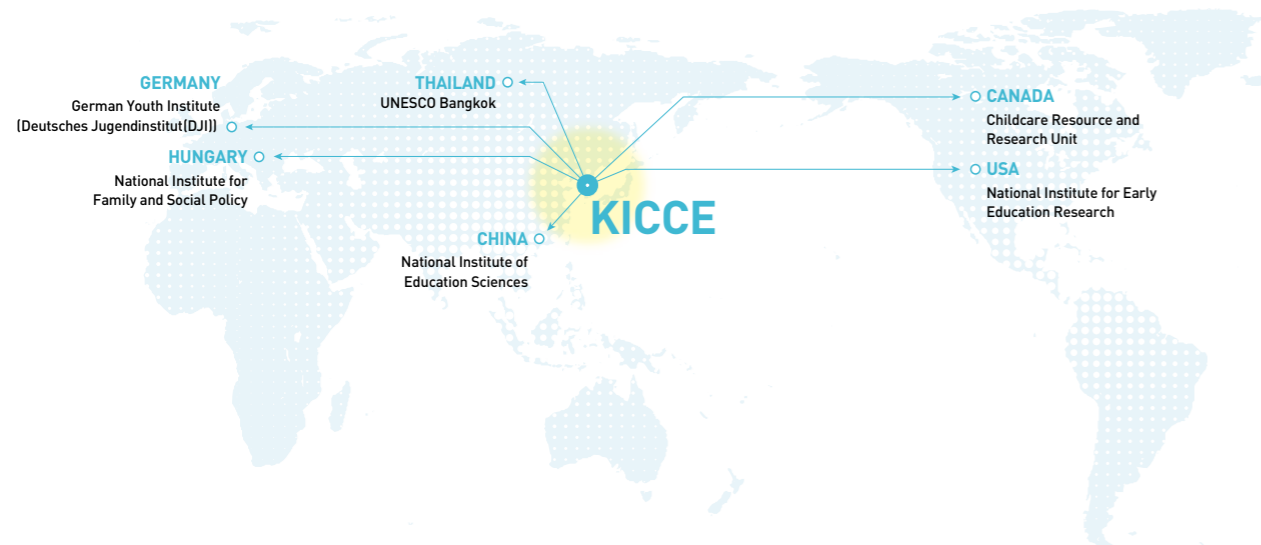 GERMANY
German Youth Institute
(Deutsches Jugendinstitut(DJI))
HUNGARY
National Institute for
Family and Social Policy
THAILAND
UNESCO Bangkok
KICCE
CHINA
National Institute of
Education Sciences
CANADA
Childcare Resource and
Research Unit
USA
National Institute for Early
Education Research